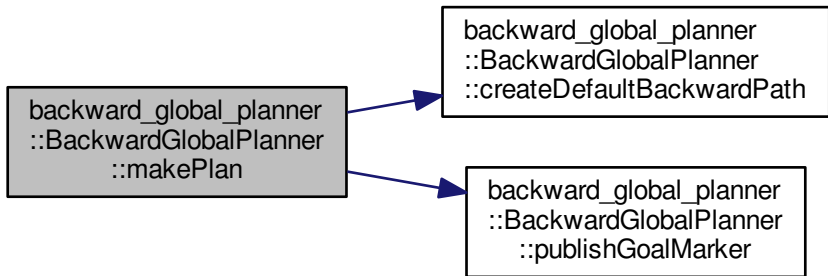 backward_global_planner
::BackwardGlobalPlanner
::makePlan
backward_global_planner
::BackwardGlobalPlanner
::createDefaultBackwardPath
backward_global_planner
::BackwardGlobalPlanner
::publishGoalMarker